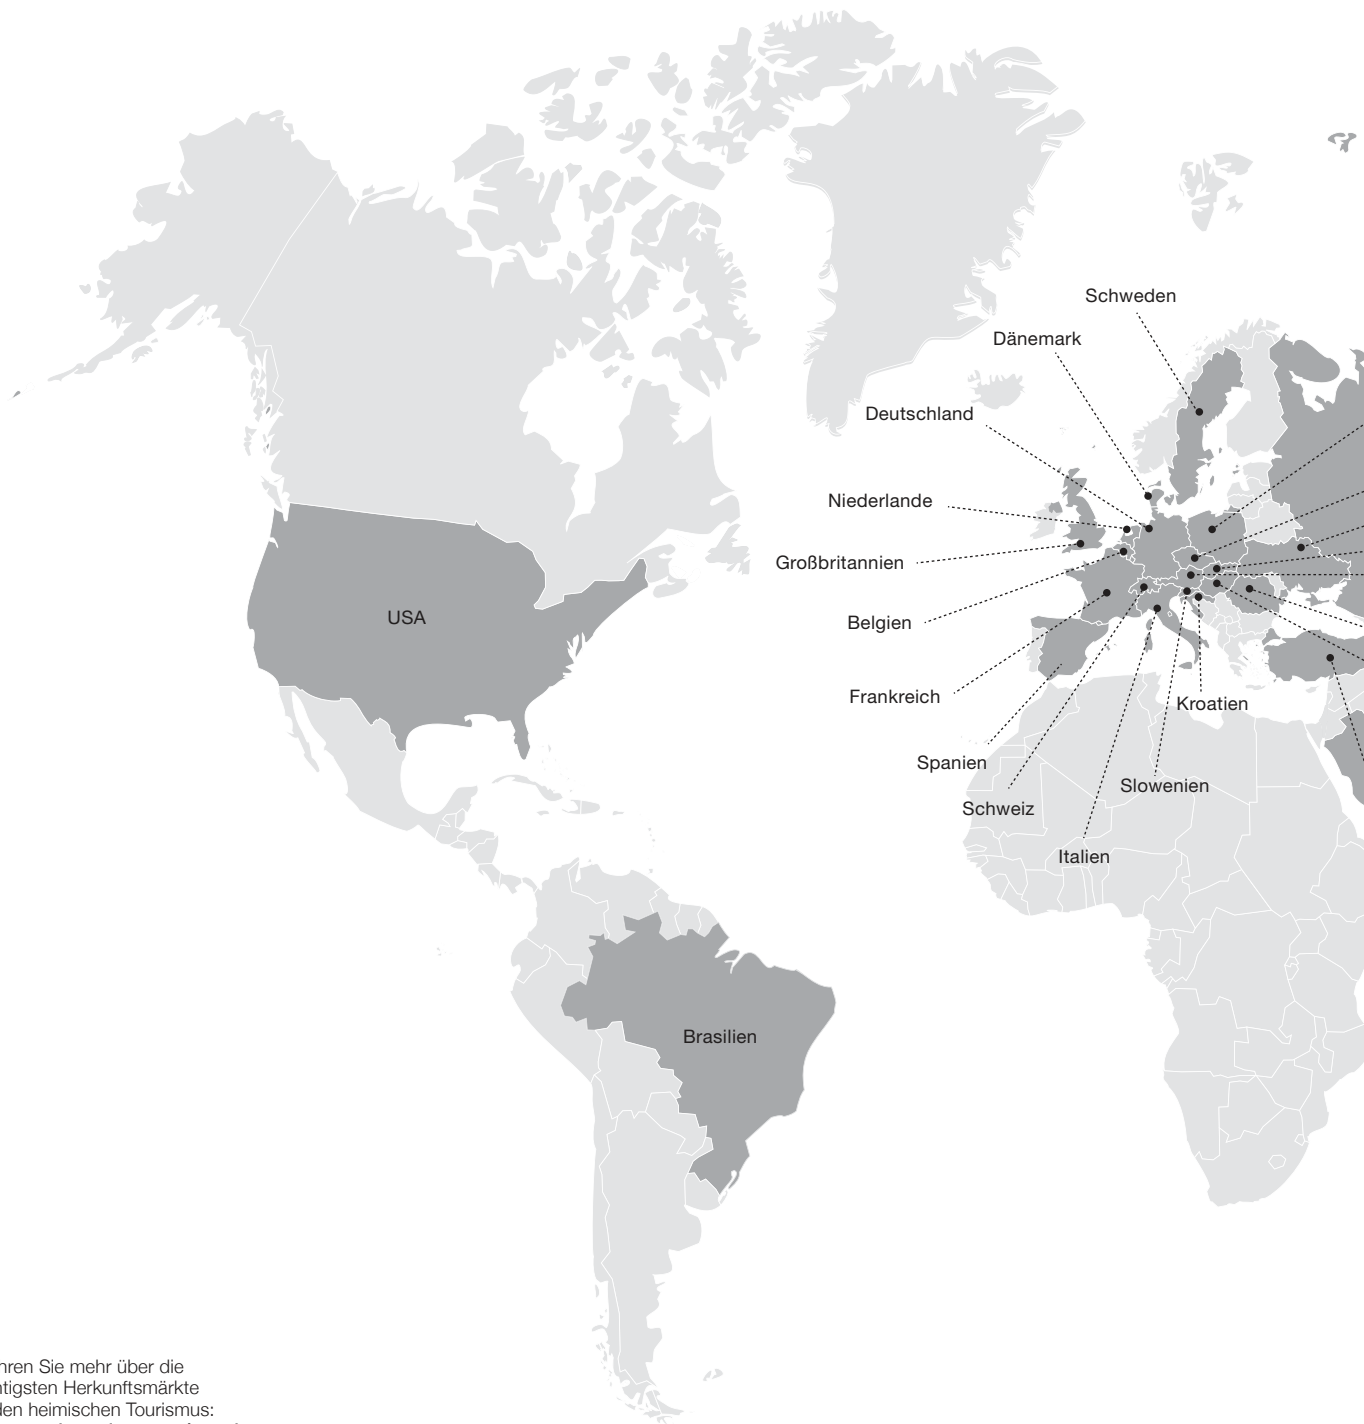 Schweden
Dänemark
Deutschland
Niederlande
Großbritannien
Belgien
USA
Frankreich
Kroatien
Spanien
Slowenien
Schweiz
Italien
Brasilien
hren Sie mehr über die
htigsten Herkunftsmärkte
den heimischen Tourismus: